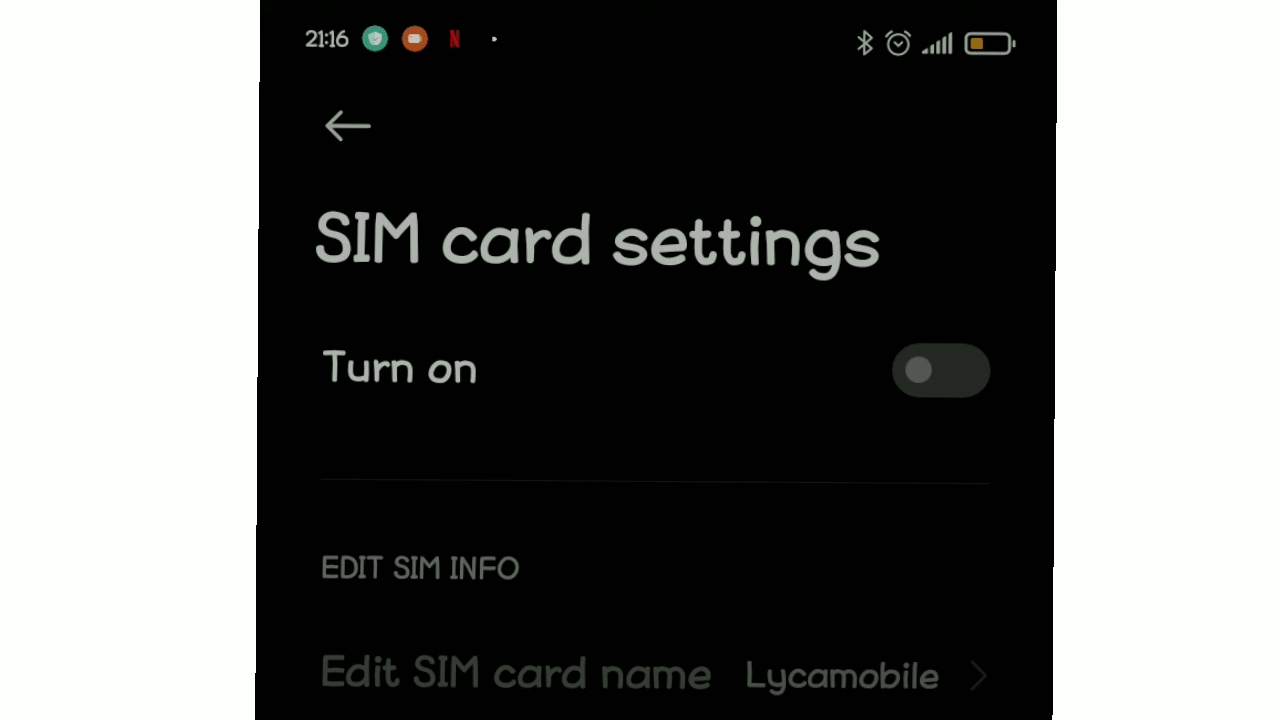 21:16 N
SIM card settings
Turn on
EDIT SIM INFO
Edit SIM card name Lycamobile